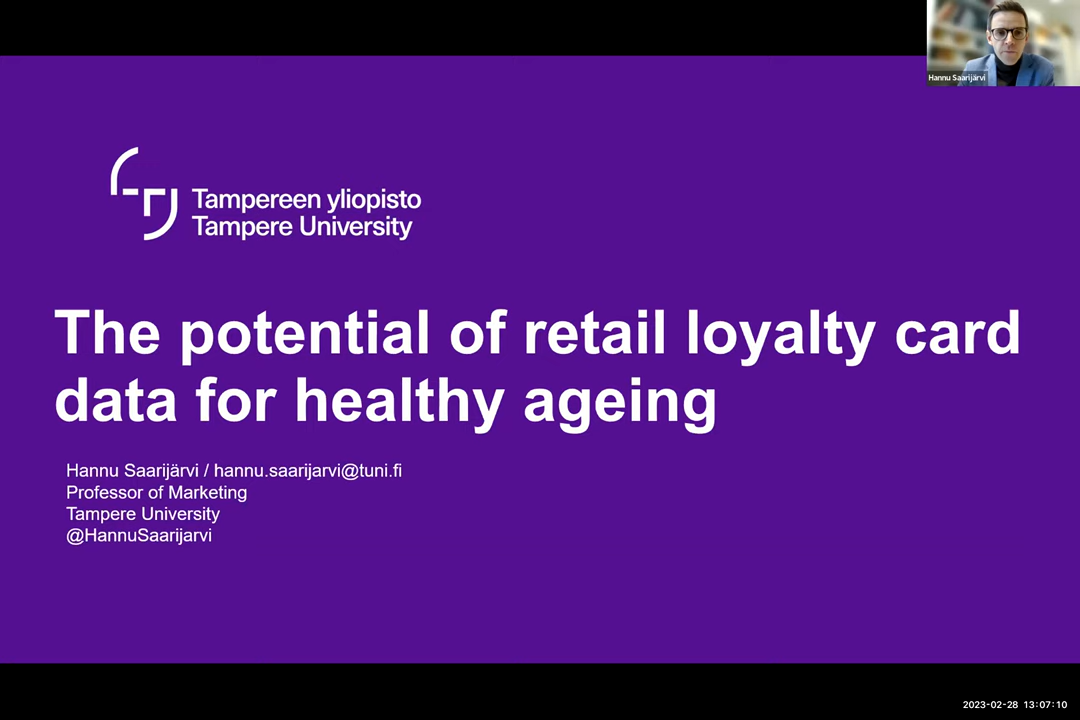 Hannu Saarijärvi
Tampereen yliopisto
Tampere University
The potential of retail loyalty card
data for healthy ageing
Hannu Saarijärvi / hannu.saarijarvi@tuni.fi
Professor of Marketing
Tampere University
@HannuSaarijarvi
2023-02-28 13:07:10